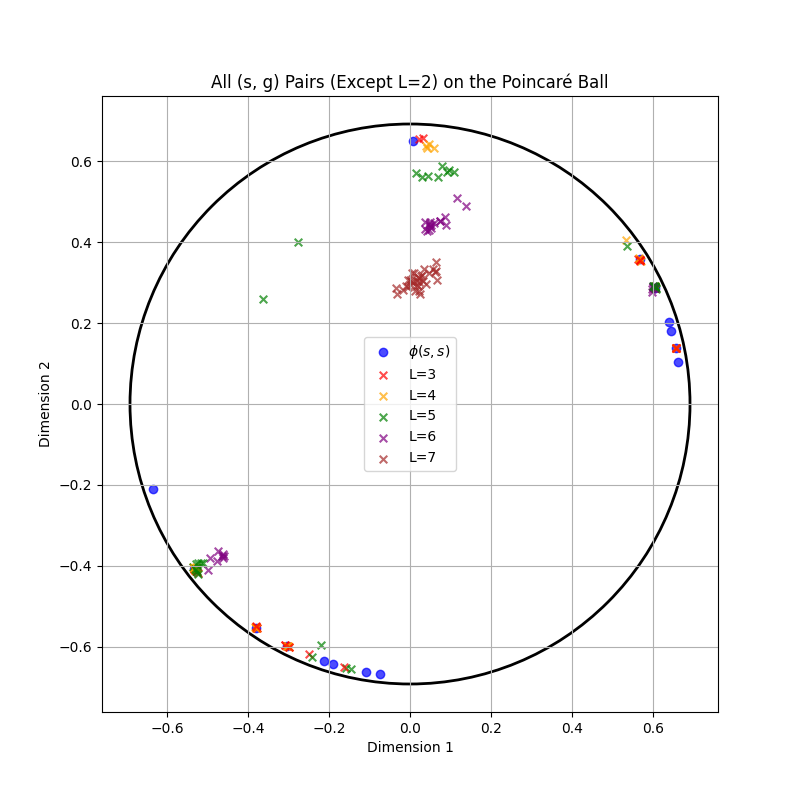 All (s, g) Pairs (Except L=2) on the Poincaré Ball
Dimension 2
0.6
0.4
0.2
0.0
−0.2
−0.4
−0.6
ϕ(s, s)
L=3
L=4
L=5
L=6
L=7
−0.6 −0.4 −0.2 0.0 0.2 0.4 0.6
Dimension 1